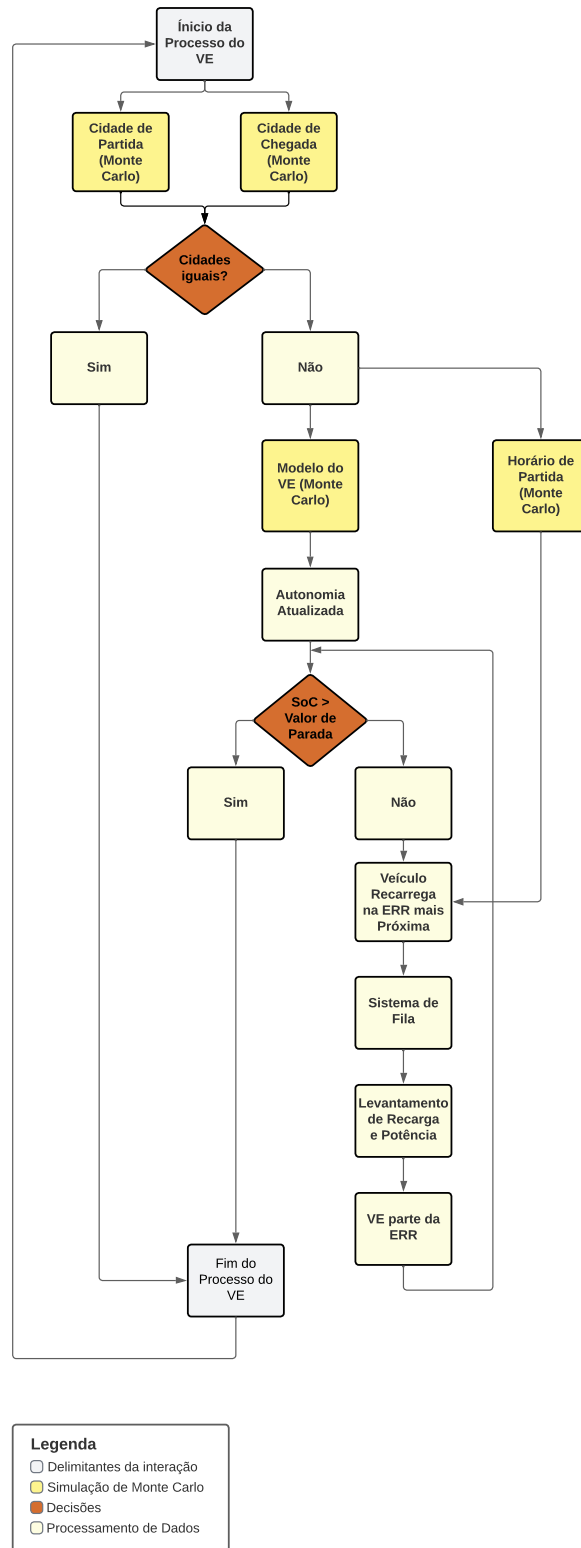 Ínicio da
Processo do
VE
Cidade de
Partida
(Monte
Carlo)
Cidade de
Chegada
(Monte
Carlo)
Cidades
iguais?
Sim
Não
Modelo do
VE (Monte
Carlo)
Horário de
Partida
(Monte
Carlo)
Autonomia
Atualizada
SoC >
Valor de
Parada
Sim
Não
Veículo
Recarrega
na ERR mais
Próxima
Sistema de
Fila
Levantamento
de Recarga
e Potência
VE parte da
ERR
Fim do
Processo do
VE
Legenda
Delimitantes da interação
Simulação de Monte Carlo
Decisões
Processamento de Dados